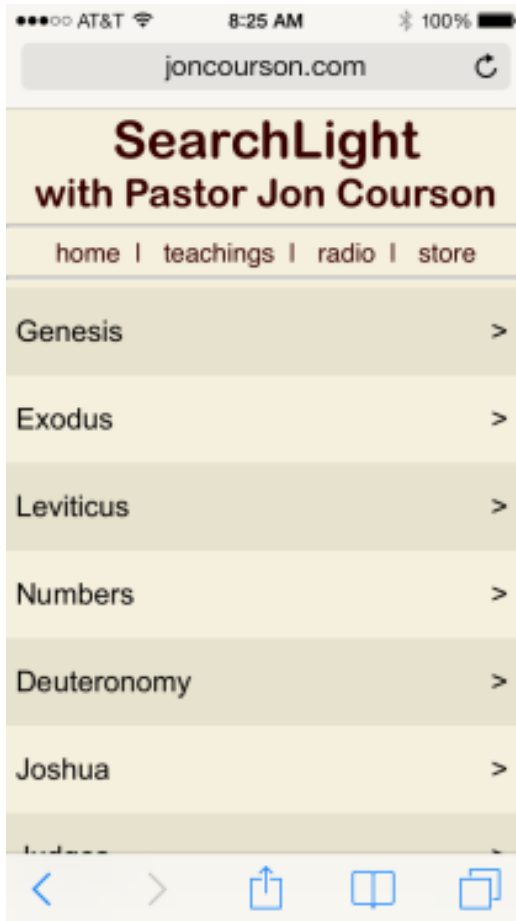 AT&T 8:25 AM 100%
joncourson.com
SearchLight
with Pastor Jon Courson
home | teachings | radio | store
Genesis >
Exodus >
Leviticus >
Numbers >
Deuteronomy >
Joshua >
Judges >